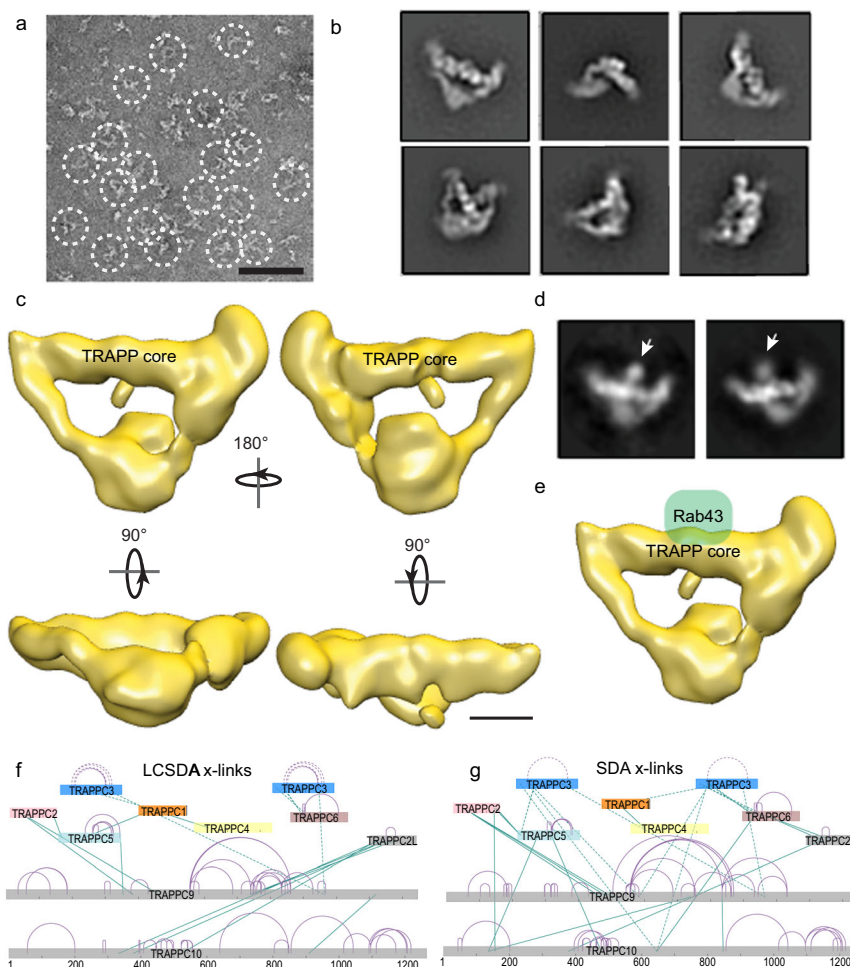 a
b
c
TRAPP core
TRAPP core
180°
90°
90°
d
e
Rab43
TRAPP core
f
LCSDA x-links
TRAPPC3
TRAPPC3
TRAPPC2
TRAPPC1
TRAPPC6
TRAPPC5
TRAPPC4
TRAPPC2L
TRAPPC9
TRAPPC10
1 200 400 600 800 1000 1200
g
SDA x-links
TRAPPC3
TRAPPC3
TRAPPC2
TRAPPC1
TRAPPC6
TRAPPC5
TRAPPC4
TRAPPC2
TRAPPC9
TRAPPC10
1 200 400 600 800 1000 1200